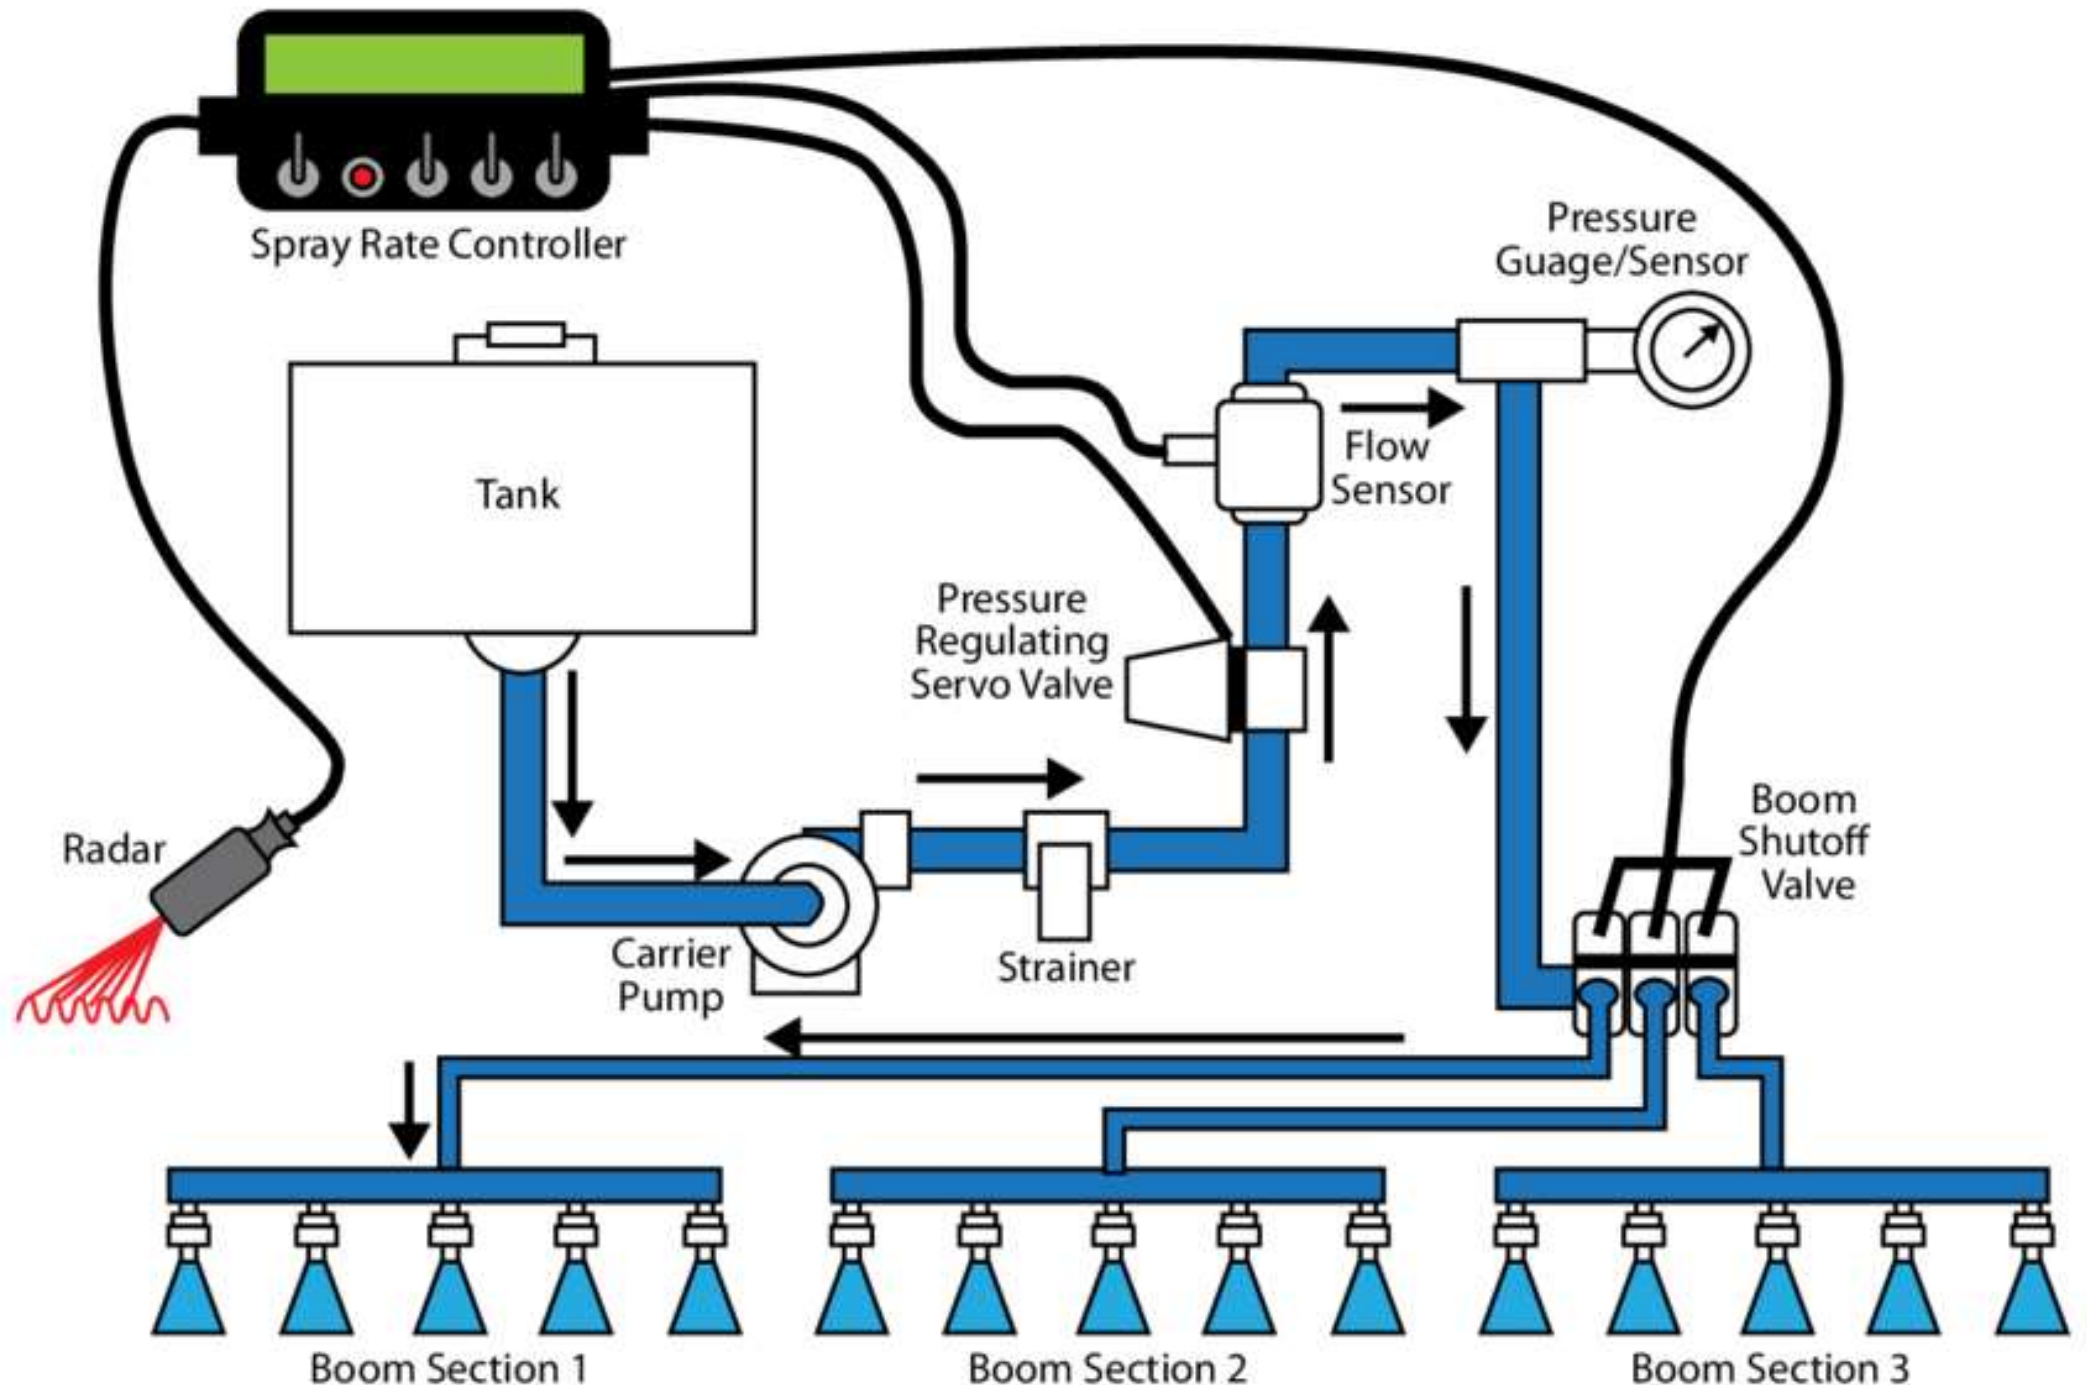 Spray Rate Controller
Pressure
Guage/Sensor
Tank
Flow
Sensor
Pressure
Regulating
Servo Valve
Boom
Shutoff
Valve
Radar
Carrier
Pump
Strainer
Boom Section 1
Boom Section 2
Boom Section 3